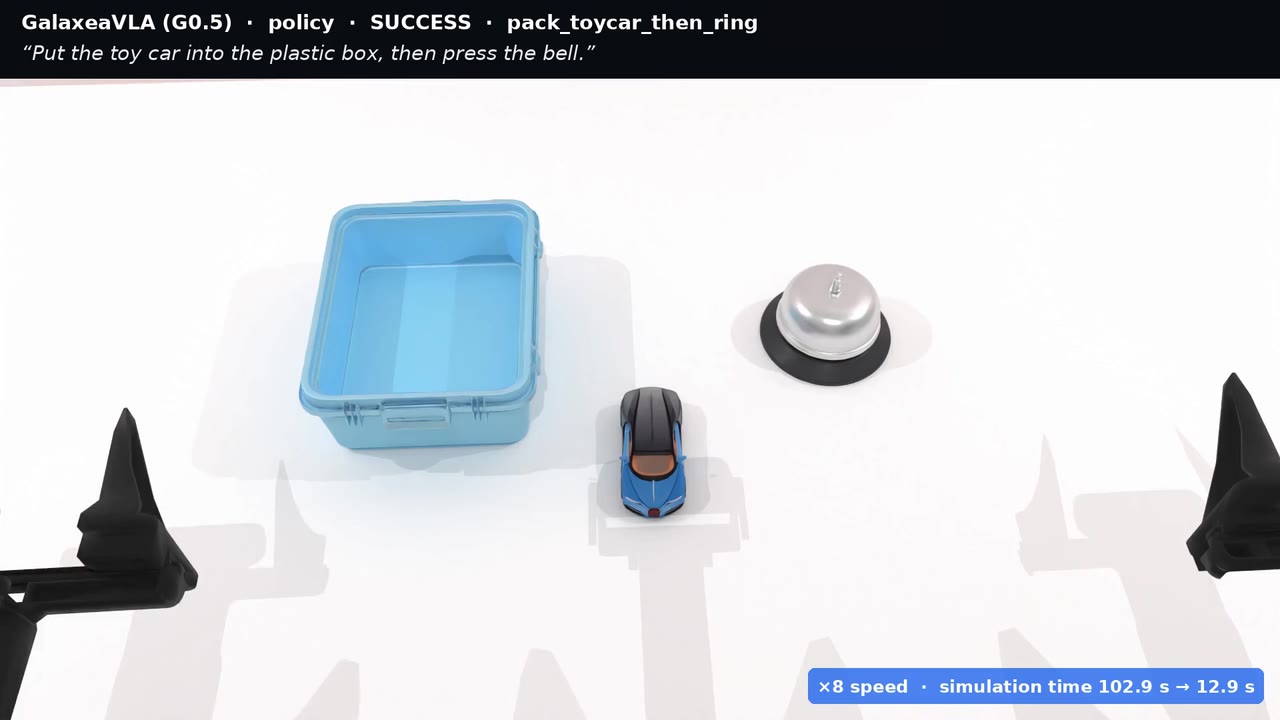 GalaxeaVLA (G0.5)  ·  policy  ·  SUCCESS  ·  pack_toycar_then_ring
“Put the toy car into the plastic box, then press the bell.”
×8 speed  ·  simulation time 102.9 s → 12.9 s